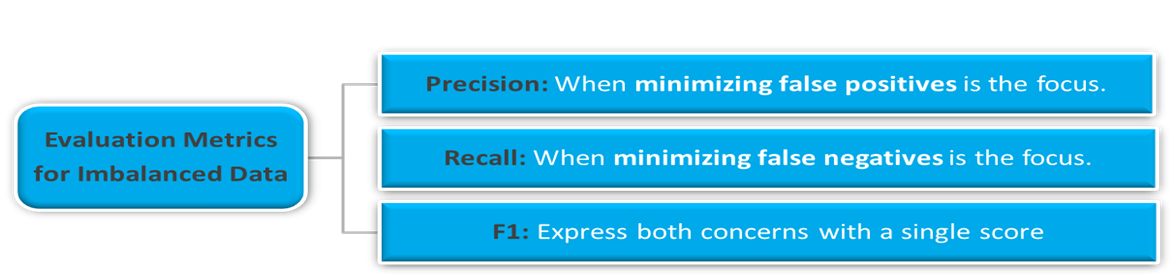 Evaluation Metrics
for Imbalanced Data
Precision: When minimizing false positives is the focus.
Recall: When minimizing false negatives is the focus.
F1: Express both concerns with a single score